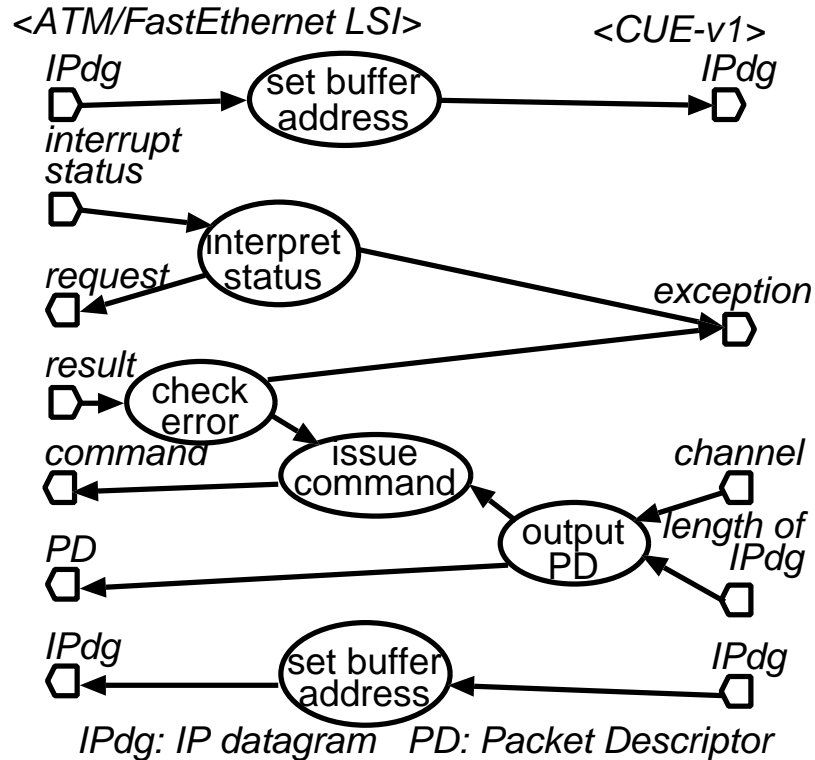 <ATM/FastEthernet LSI>
<CUE-v1>
IPdg
set buffer
address
IPdg
interrupt
status
interpret
status
request
exception
result
check
error
command
issue
command
channel
output
PD
length of
IPdg
PD
IPdg
set buffer
address
IPdg
IPdg: IP datagram PD: Packet Descriptor